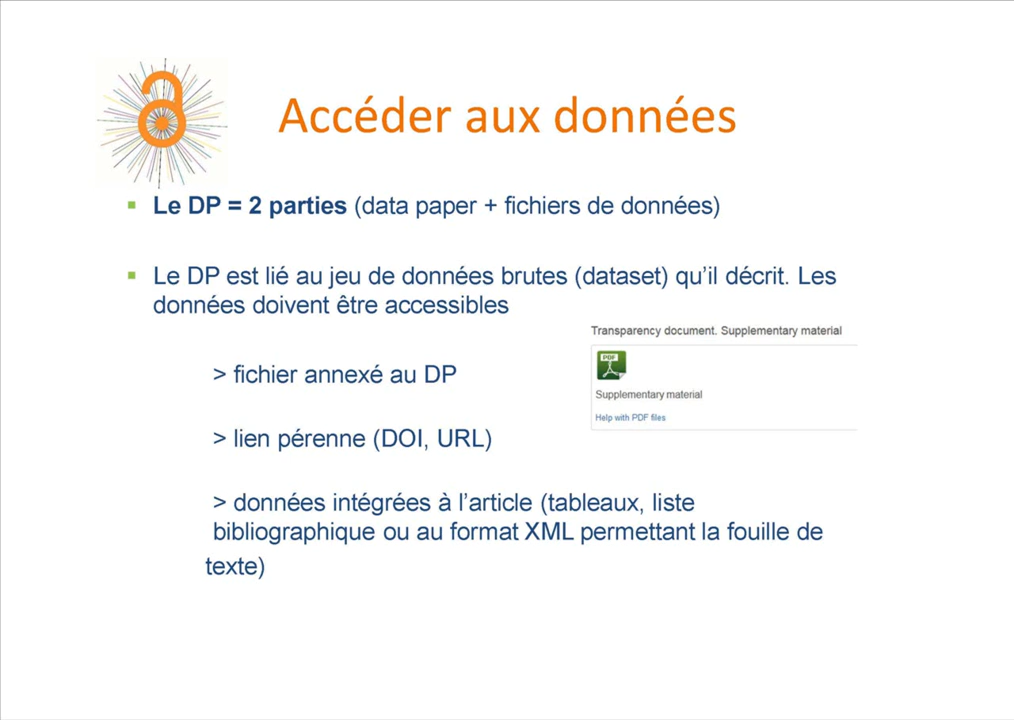 Accéder aux données
Le DP = 2 parties (data paper + fichiers de données)
Le DP est lié au jeu de données brutes (dataset) qu'il décrit. Les
données doivent être accessibles
Transparency document. Supplementary material
PDF
Supplementary material
Help with PDF files
> fichier annexé au DP
> lien pérenne (DOI, URL)
> données intégrées à l'article (tableaux, liste
bibliographique ou au format XML permettant la fouille de
texte)